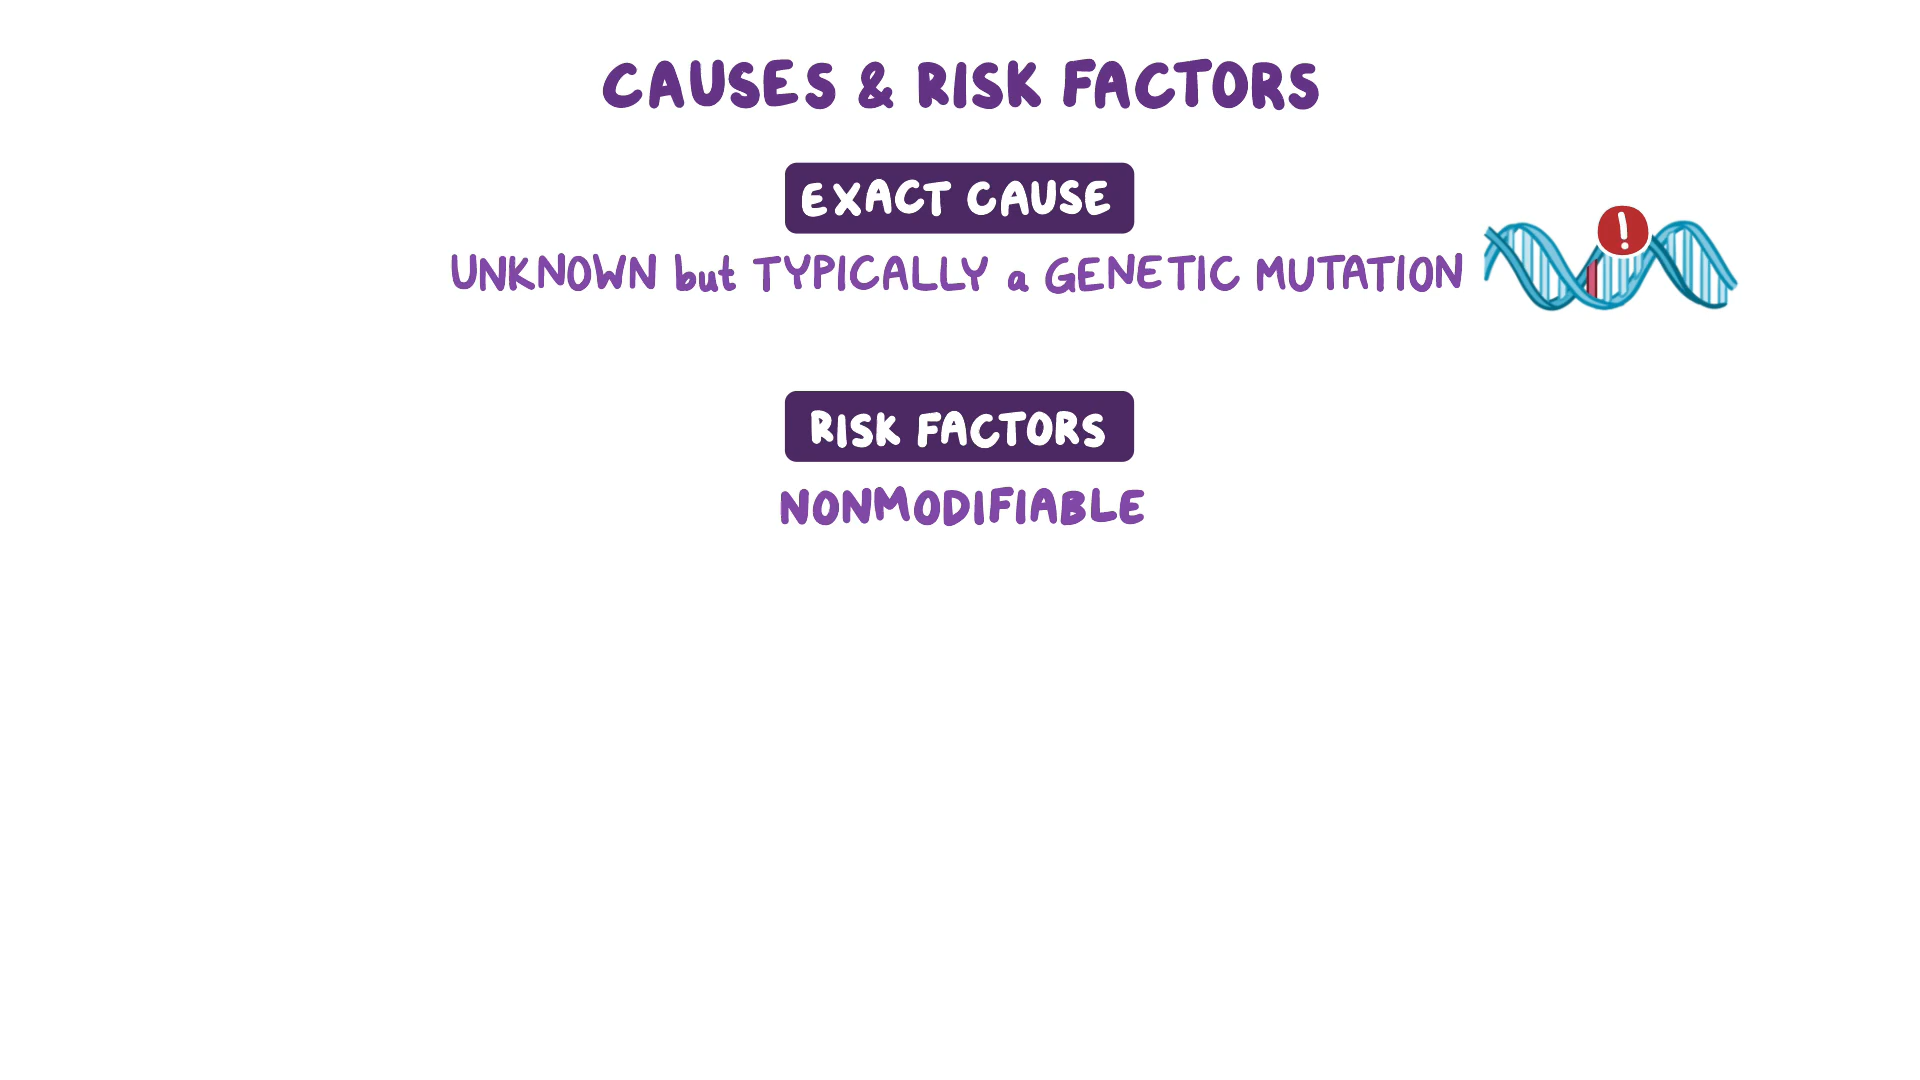 CAUSES & RISK FACTORS
EXACT CAUSE
UNKNOWN but TYPICALLY a GENETIC MUTATION
!
RISK FACTORS
NONMODIFIABLE